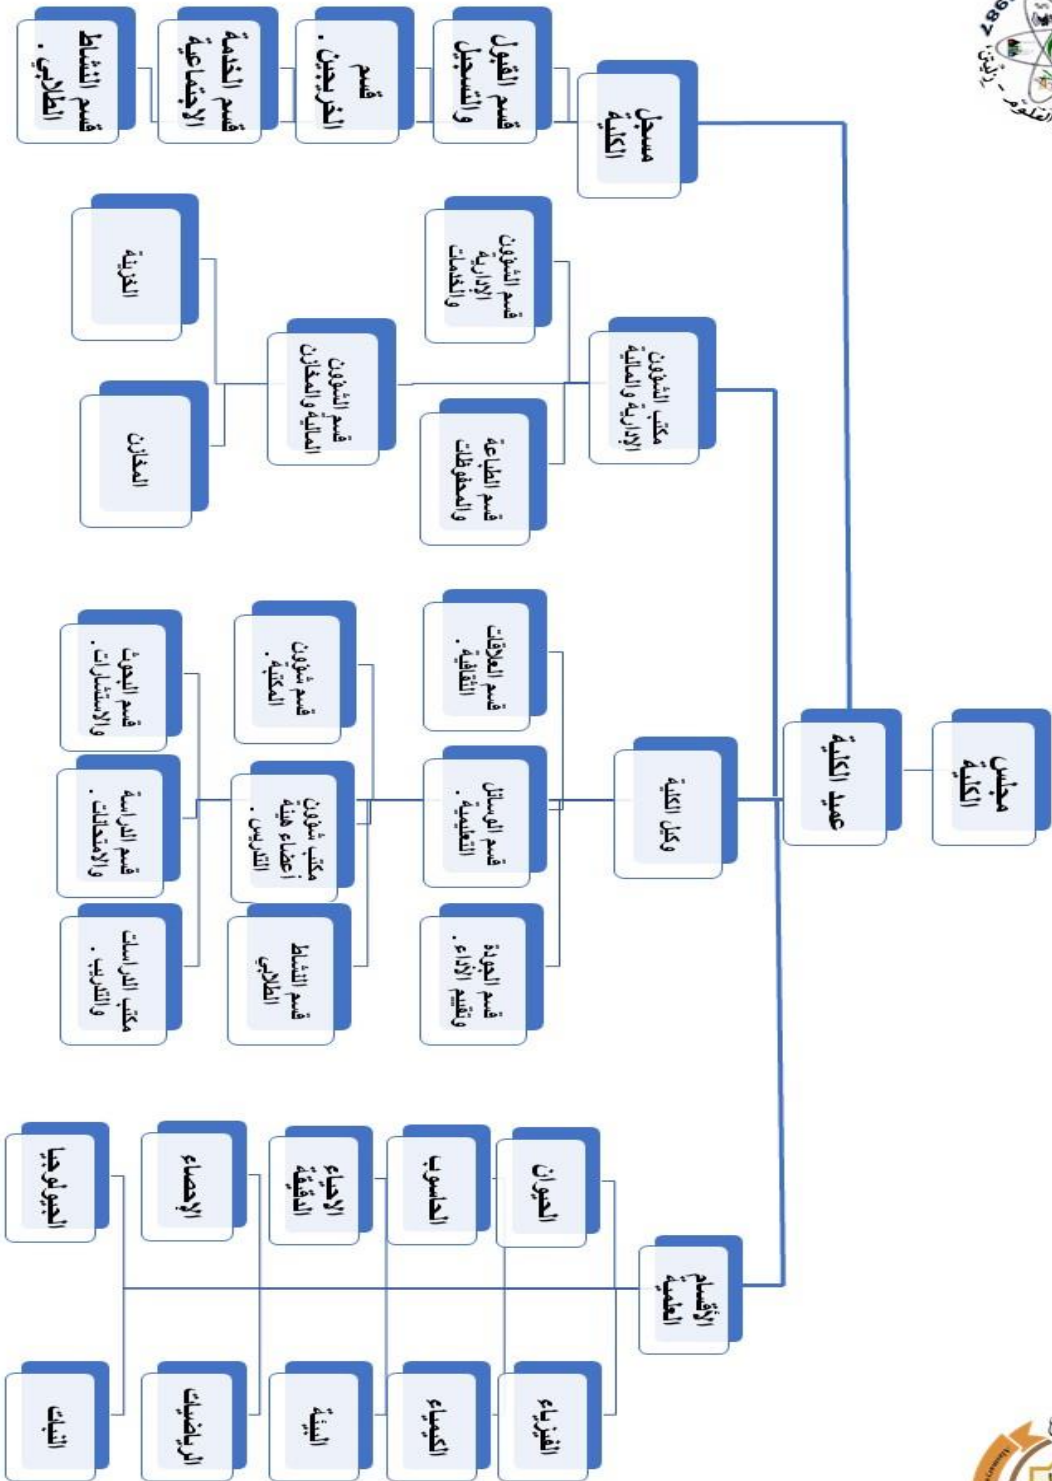 1987
العلوم - زليتن
مجلس
الكلية
عميد الكلية
مسجل
الكلية
قسم القبول
والتسجيل
قسم
الخريجين .
قسم الخدمة
الاجتماعية
قسم النشاط
الطلابي .
مكتب الشؤون
الإدارية والمالية
قسم الشؤون
الإدارية
والخدمات
قسم الطباعة
والمحفوظات
قسم الشؤون
المالية والمخازن
الخزينة
المخازن
وكيل الكلية
قسم العلاقات
الثقافية .
قسم الوسائل
التعليمية .
قسم الجودة
وتقييم الأداء .
قسم شؤون
المكتبة .
مكتب شؤون
أعضاء هيئة
التدريس .
قسم النشاط
الطلابي
قسم البحوث
والاستشارات .
قسم الدراسة
والامتحانات .
مكتب الدراسات
والتدريب .
الأقسام
العلمية
الحيوان
الفيزياء
الحاسوب
الكيمياء
الاحياء
الدقيقة
البيئة
الإحصاء
الرياضيات
الجيولوجيا
النبات